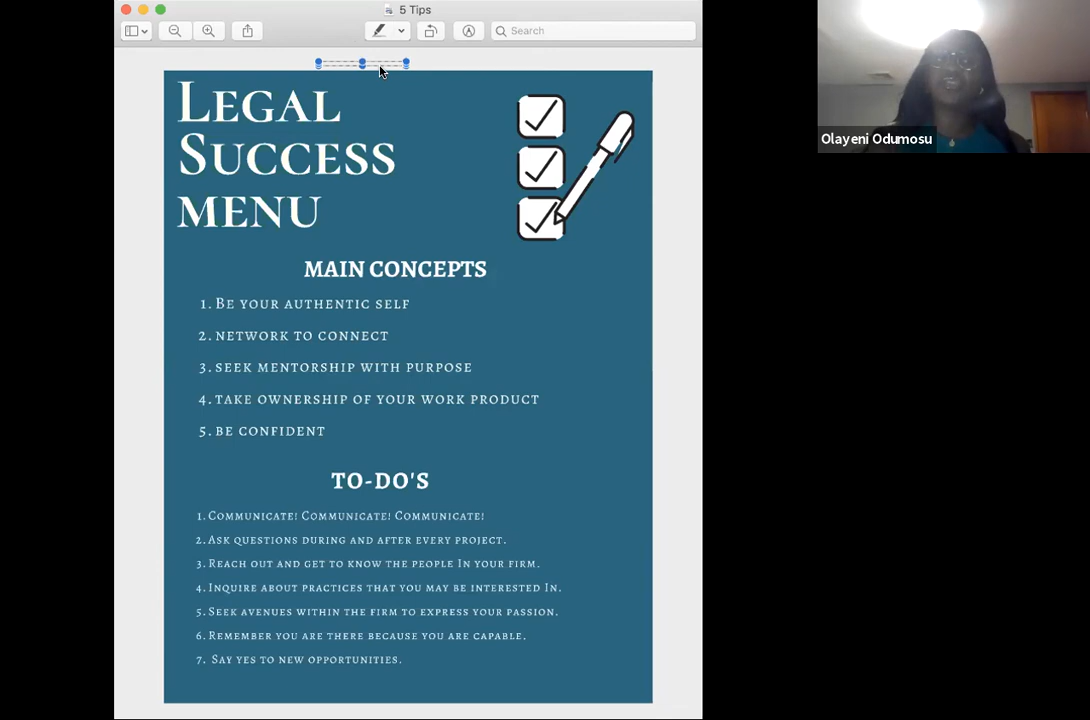 5 Tips
Search
Olayeni Odumosu
LEGAL
SUCCESS
MENU
MAIN CONCEPTS
1. BE YOUR AUTHENTIC SELF
2. NETWORK TO CONNECT
3. SEEK MENTORSHIP WITH PURPOSE
4. TAKE OWNERSHIP OF YOUR WORK PRODUCT
5. BE CONFIDENT
TO-DO'S
1. COMMUNICATE! COMMUNICATE! COMMUNICATE!
2. ASK QUESTIONS DURING AND AFTER EVERY PROJECT.
3. REACH OUT AND GET TO KNOW THE PEOPLE IN YOUR FIRM.
4. INQUIRE ABOUT PRACTICES THAT YOU MAY BE INTERESTED IN.
5. SEEK AVENUES WITHIN THE FIRM TO EXPRESS YOUR PASSION.
6. REMEMBER YOU ARE THERE BECAUSE YOU ARE CAPABLE.
7. SAY YES TO NEW OPPORTUNITIES.